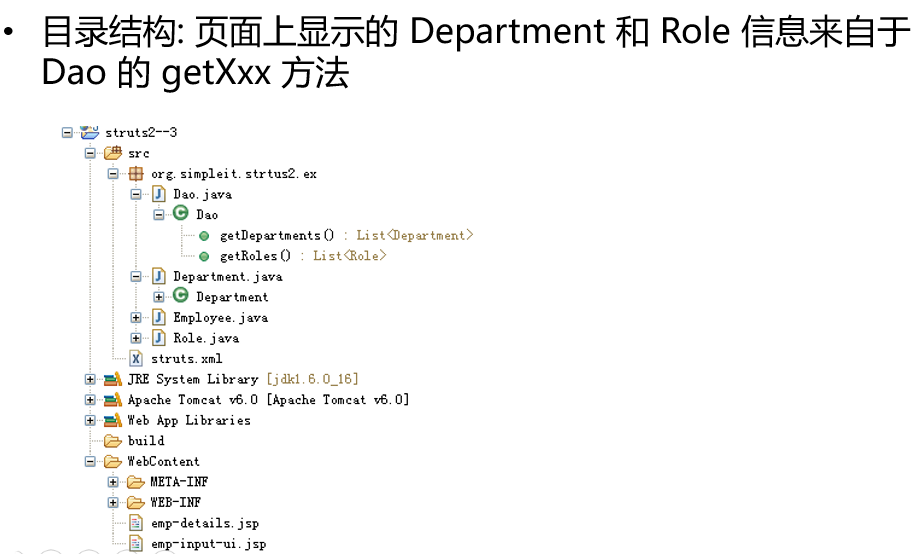 • 目录结构: 页面上显示的 Department 和 Role 信息来自于
Dao 的 getXxx 方法
struts2--3
src
org.simpleit.strtus2.ex
Dao.java
Dao
getDepartments() : List<Department>
getRoles() : List<Role>
Department.java
Department
Employee.java
Role.java
struts.xml
JRE System Library [jdk1.6.0_16]
Apache Tomcat v6.0 [Apache Tomcat v6.0]
Web App Libraries
build
WebContent
META-INF
WEB-INF
emp-details.jsp
emp-input-ui.jsp